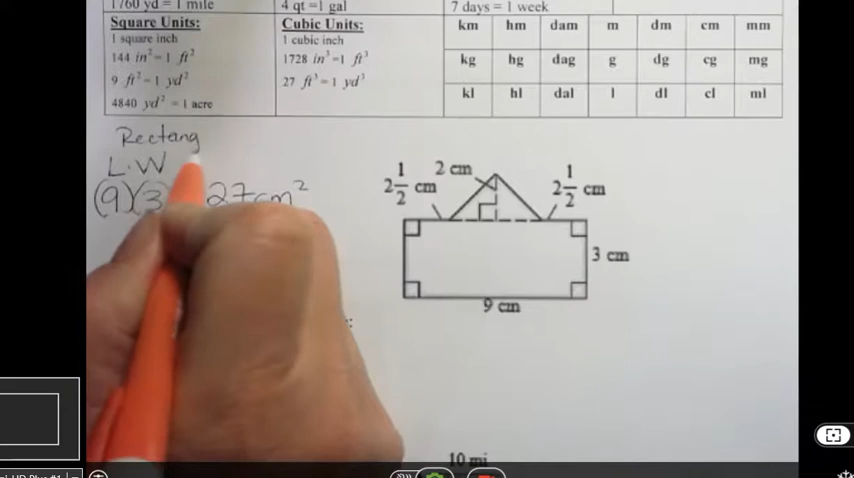 1760 yd = 1 mile
4 qt =1 gal
7 days = 1 week
Square Units:
1 square inch
144 in² = 1 ft²
9 ft² = 1 yd²
4840 yd² = 1 acre
Cubic Units:
1 cubic inch
1728 in³ =1 ft³
27 ft³ = 1 yd³
km hm dam m dm cm mm
kg hg dag g dg cg mg
kl hl dal l dl cl ml
Rectang
L·W
(9)(3 27cm²
2 1/2 cm
2 cm
2 1/2 cm
3 cm
9 cm
10 mi